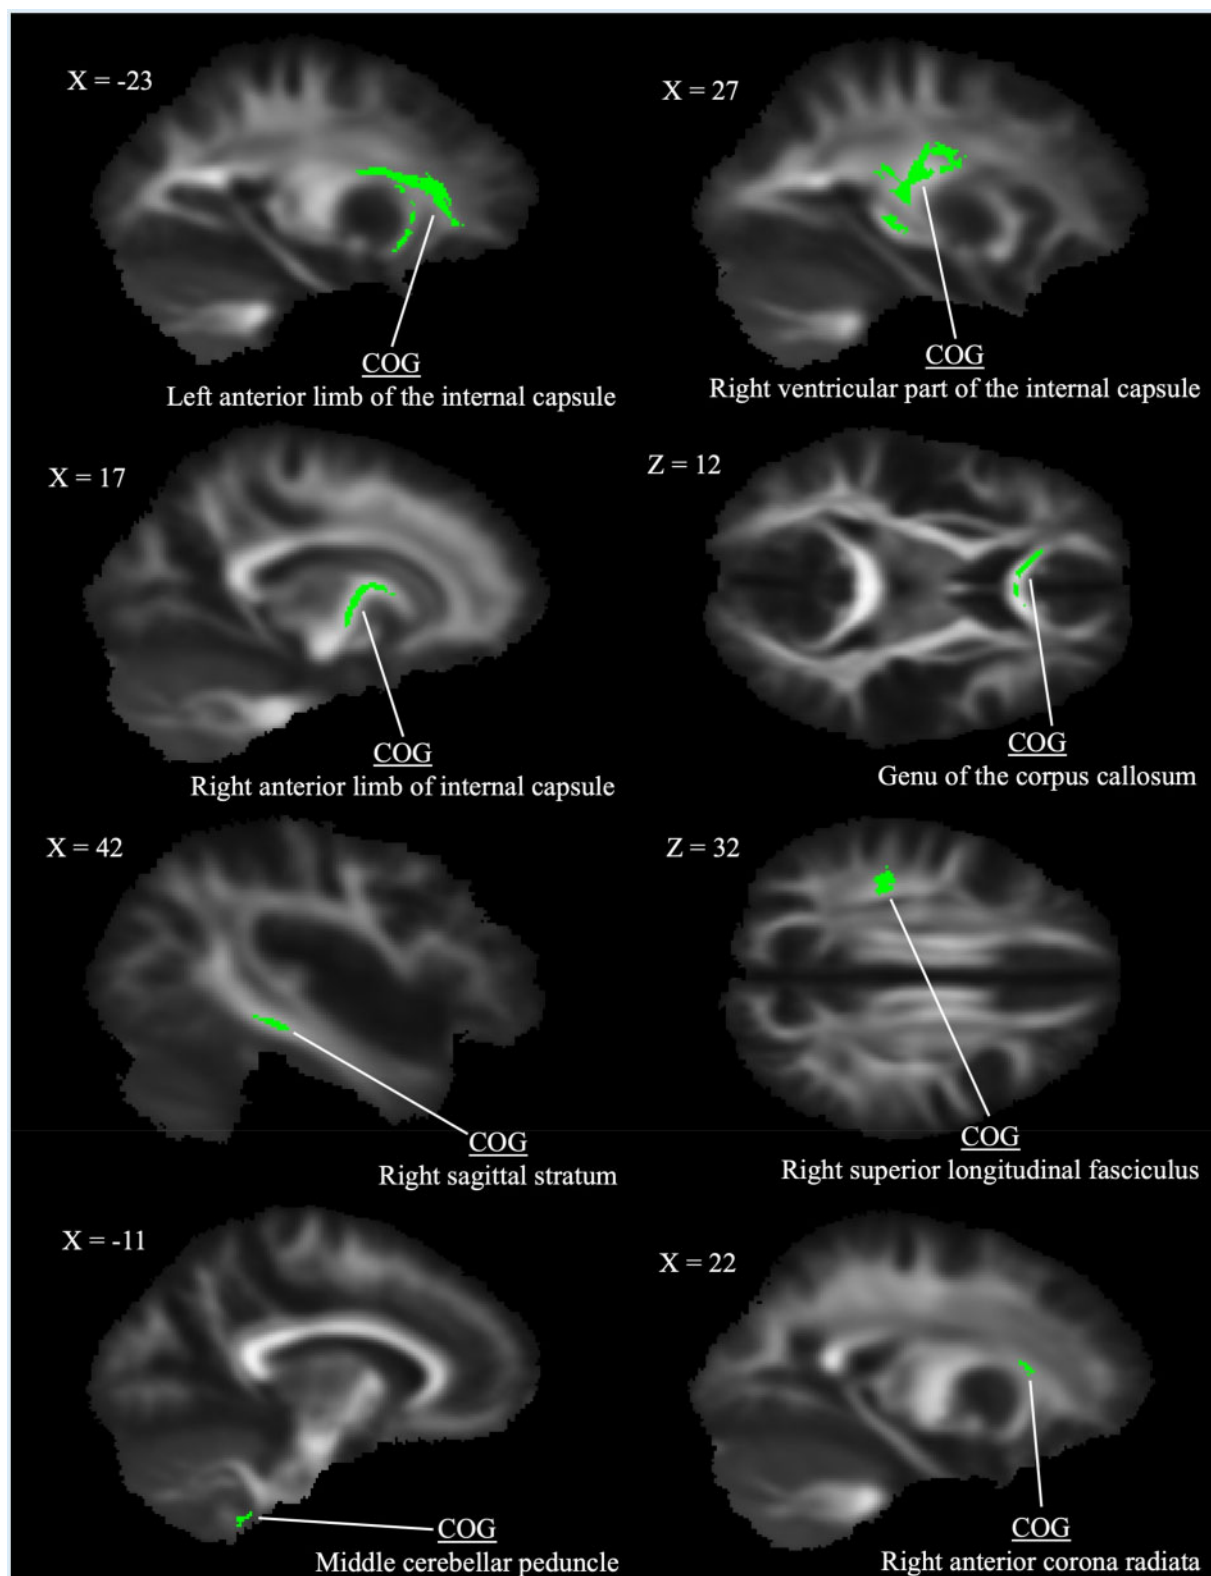 X = -23
COG
Left anterior limb of the internal capsule
X = 27
COG
Right ventricular part of the internal capsule
X = 17
COG
Right anterior limb of internal capsule
Z = 12
COG
Genu of the corpus callosum
X = 42
COG
Right sagittal stratum
Z = 32
COG
Right superior longitudinal fasciculus
X = -11
COG
Middle cerebellar peduncle
X = 22
COG
Right anterior corona radiata